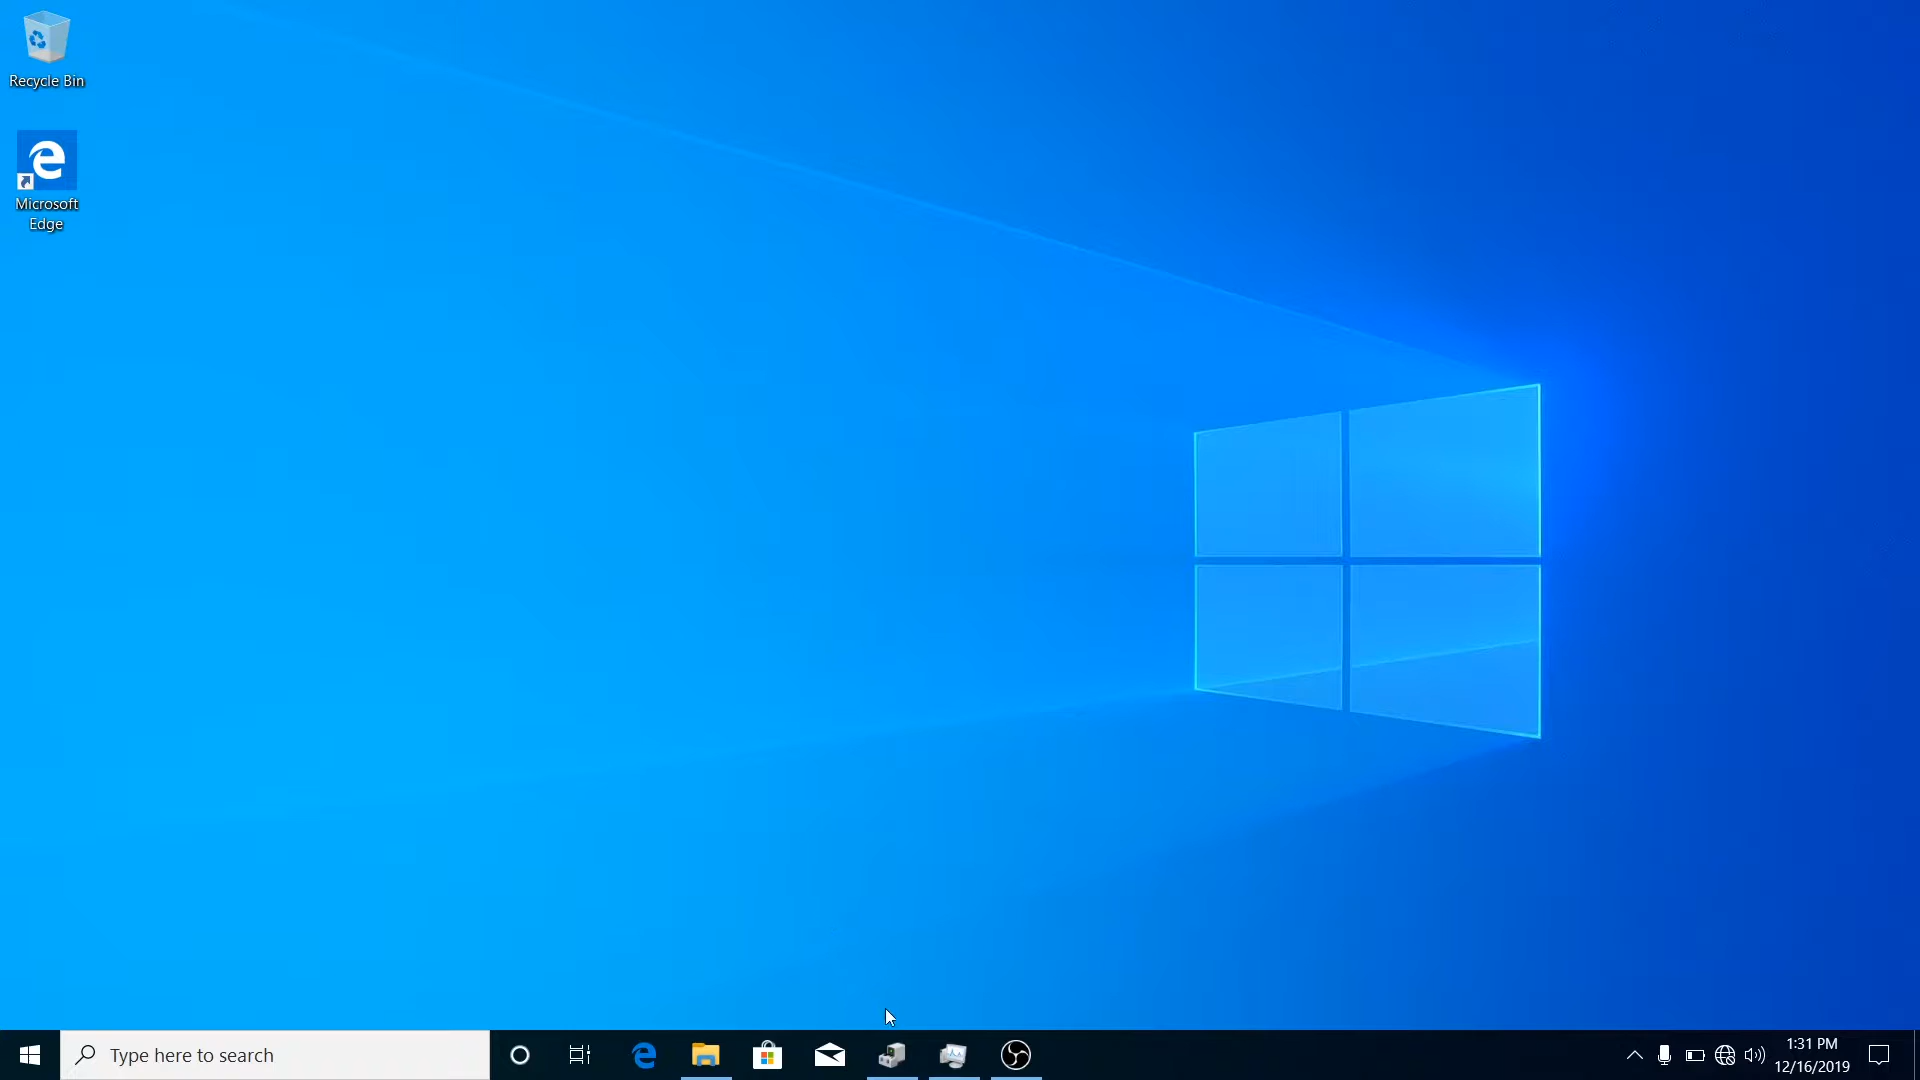 Recycle Bin
Microsoft
Edge
Type here to search
1:31 PM
12/16/2019